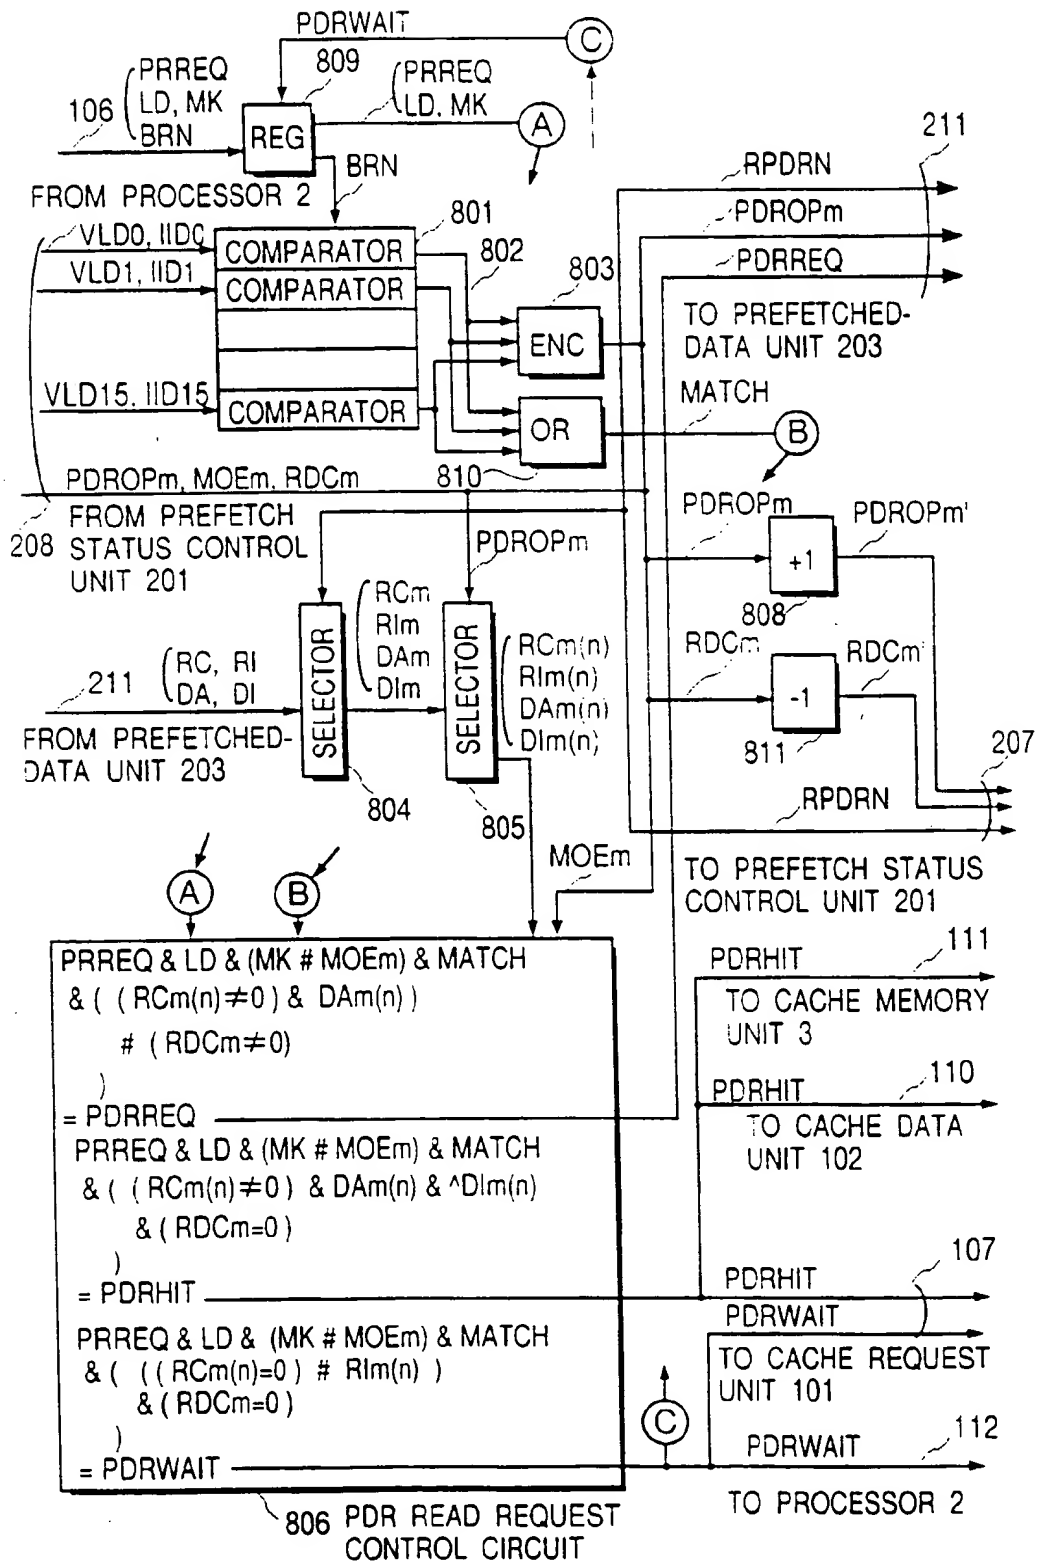 PDRWAIT
C
809
PRREQ
LD, MK
BRN
106
REG
PRREQ
LD, MK
A
BRN
FROM PROCESSOR 2
211
RPDRN
PDROPm
PDRREQ
TO PREFETCHED-
DATA UNIT 203
VLD0, IID0
VLD1, IID1
VLD15, IID15
COMPARATOR
COMPARATOR
COMPARATOR
801
802
803
ENC
OR
810
MATCH
B
PDROPm, MOEm, RDCm
208
FROM PREFETCH
STATUS CONTROL
UNIT 201
PDROPm
PDROPm
+1
PDROPm'
808
RDCm
-1
RDCm'
811
207
RPDRN
TO PREFETCH STATUS
CONTROL UNIT 201
211
RC, RI
DA, DI
FROM PREFETCHED-
DATA UNIT 203
SELECTOR
804
RCm
RIm
DAm
DIm
SELECTOR
805
RCm(n)
RIm(n)
DAm(n)
DIm(n)
MOEm
A
B
PRREQ & LD & (MK # MOEm) & MATCH
& ( ( RCm(n)≠0 ) & DAm(n) )
# ( RDCm≠0)
)
= PDRREQ
PRREQ & LD & (MK # MOEm) & MATCH
& ( ( RCm(n)≠0 ) & DAm(n) & ^DIm(n)
& ( RDCm=0 )
)
= PDRHIT
PRREQ & LD & (MK # MOEm) & MATCH
& ( ( ( RCm(n)=0 ) # RIm(n) )
& ( RDCm=0 )
)
= PDRWAIT
PDRHIT
111
TO CACHE MEMORY
UNIT 3
PDRHIT
110
TO CACHE DATA
UNIT 102
PDRHIT
107
PDRWAIT
TO CACHE REQUEST
UNIT 101
C
PDRWAIT
112
TO PROCESSOR 2
806 PDR READ REQUEST
CONTROL CIRCUIT